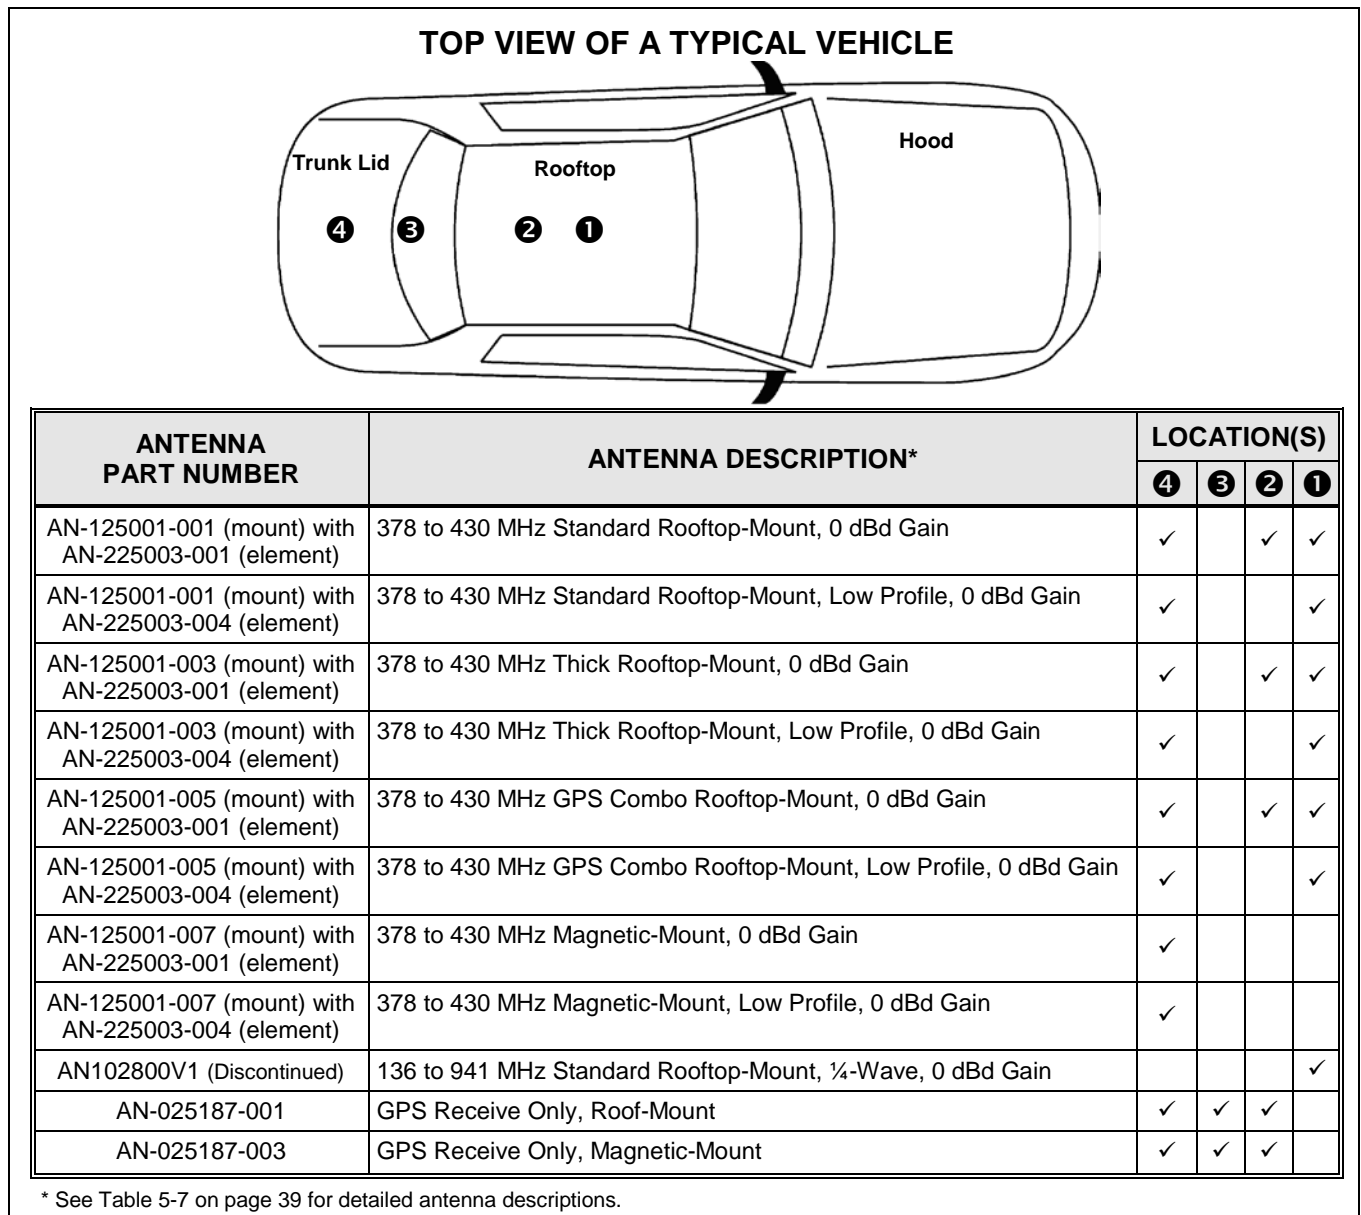 TOP VIEW OF A TYPICAL VEHICLE
Hood
Trunk Lid
Rooftop
❹ ❸ ❷ ❶
ANTENNA PART NUMBER | ANTENNA DESCRIPTION* | LOCATION(S)
❹ ❸ ❷ ❶
AN-125001-001 (mount) with | 378 to 430 MHz Standard Rooftop-Mount, 0 dBd Gain | ✓ | | ✓ | ✓
AN-225003-001 (element)
AN-125001-001 (mount) with | 378 to 430 MHz Standard Rooftop-Mount, Low Profile, 0 dBd Gain | ✓ | | | ✓
AN-225003-004 (element)
AN-125001-003 (mount) with | 378 to 430 MHz Thick Rooftop-Mount, 0 dBd Gain | ✓ | | ✓ | ✓
AN-225003-001 (element)
AN-125001-003 (mount) with | 378 to 430 MHz Thick Rooftop-Mount, Low Profile, 0 dBd Gain | ✓ | | | ✓
AN-225003-004 (element)
AN-125001-005 (mount) with | 378 to 430 MHz GPS Combo Rooftop-Mount, 0 dBd Gain | ✓ | | ✓ | ✓
AN-225003-001 (element)
AN-125001-005 (mount) with | 378 to 430 MHz GPS Combo Rooftop-Mount, Low Profile, 0 dBd Gain | ✓ | | | ✓
AN-225003-004 (element)
AN-125001-007 (mount) with | 378 to 430 MHz Magnetic-Mount, 0 dBd Gain | ✓ | | |
AN-225003-001 (element)
AN-125001-007 (mount) with | 378 to 430 MHz Magnetic-Mount, Low Profile, 0 dBd Gain | ✓ | | |
AN-225003-004 (element)
AN102800V1 (Discontinued) | 136 to 941 MHz Standard Rooftop-Mount, ¼-Wave, 0 dBd Gain | | | | ✓
AN-025187-001 | GPS Receive Only, Roof-Mount | ✓ | ✓ | ✓ |
AN-025187-003 | GPS Receive Only, Magnetic-Mount | ✓ | ✓ | ✓ |
* See Table 5-7 on page 39 for detailed antenna descriptions.